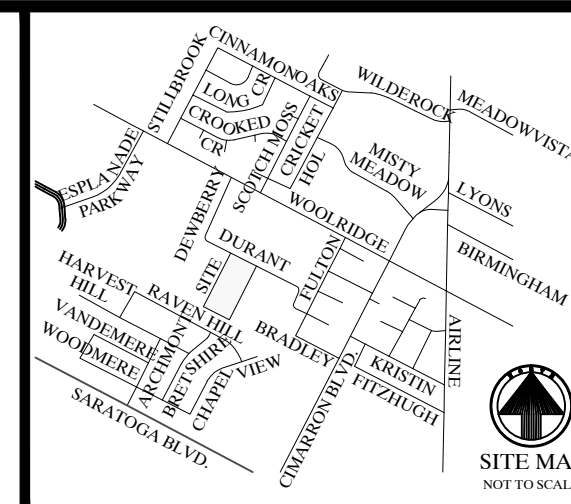 CINNAMONOAKS
STILLBROOK
LONG CR
CROOKED
CR
SCOTCH MOSS
CRICKET
HOL
WILDEROCK
MEADOWVISTA
MISTY
MEADOW
LYONS
ESPLANADE
PARKWAY
DEWBERRY
WOOLRIDGE
BIRMINGHAM
DURANT
FULTON
SITE
HARVEST
HILL
RAVEN HILL
VANDEMERE
WOODMERE
ARCHMONT
BRETSHIRE
CHAPEL VIEW
BRADLEY
KRISTIN
FITZHUGH
AIRLINE
CIMARRON BLVD.
SARATOGA BLVD.
SITE MA
NOT TO SCAL